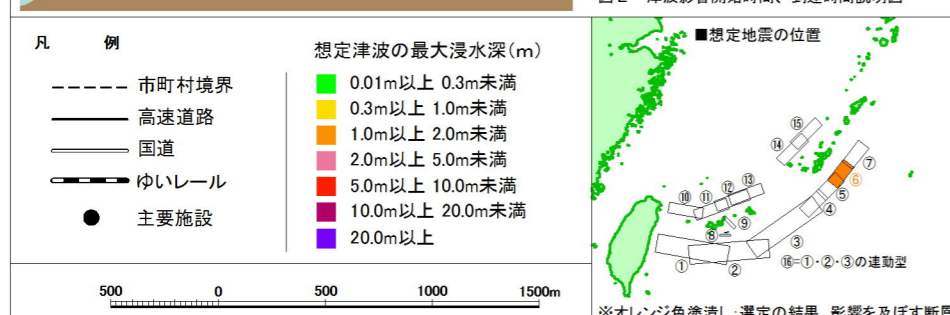 凡 例
市町村境界
高速道路
国道
ゆいレール
主要施設
想定津波の最大浸水深(m)
0.01m以上 0.3m未満
0.3m以上 1.0m未満
1.0m以上 2.0m未満
2.0m以上 5.0m未満
5.0m以上 10.0m未満
10.0m以上 20.0m未満
20.0m以上
500 0 500 1000 1500m
■想定地震の位置
⑮
⑭
⑦
⑥
⑤
④
⑬
⑫
⑪
⑩
⑨
⑧
③
①
②
⑯=①・②・③の連動型
※オレンジ色塗潰し:選定の結果、影響を及ぼす断層